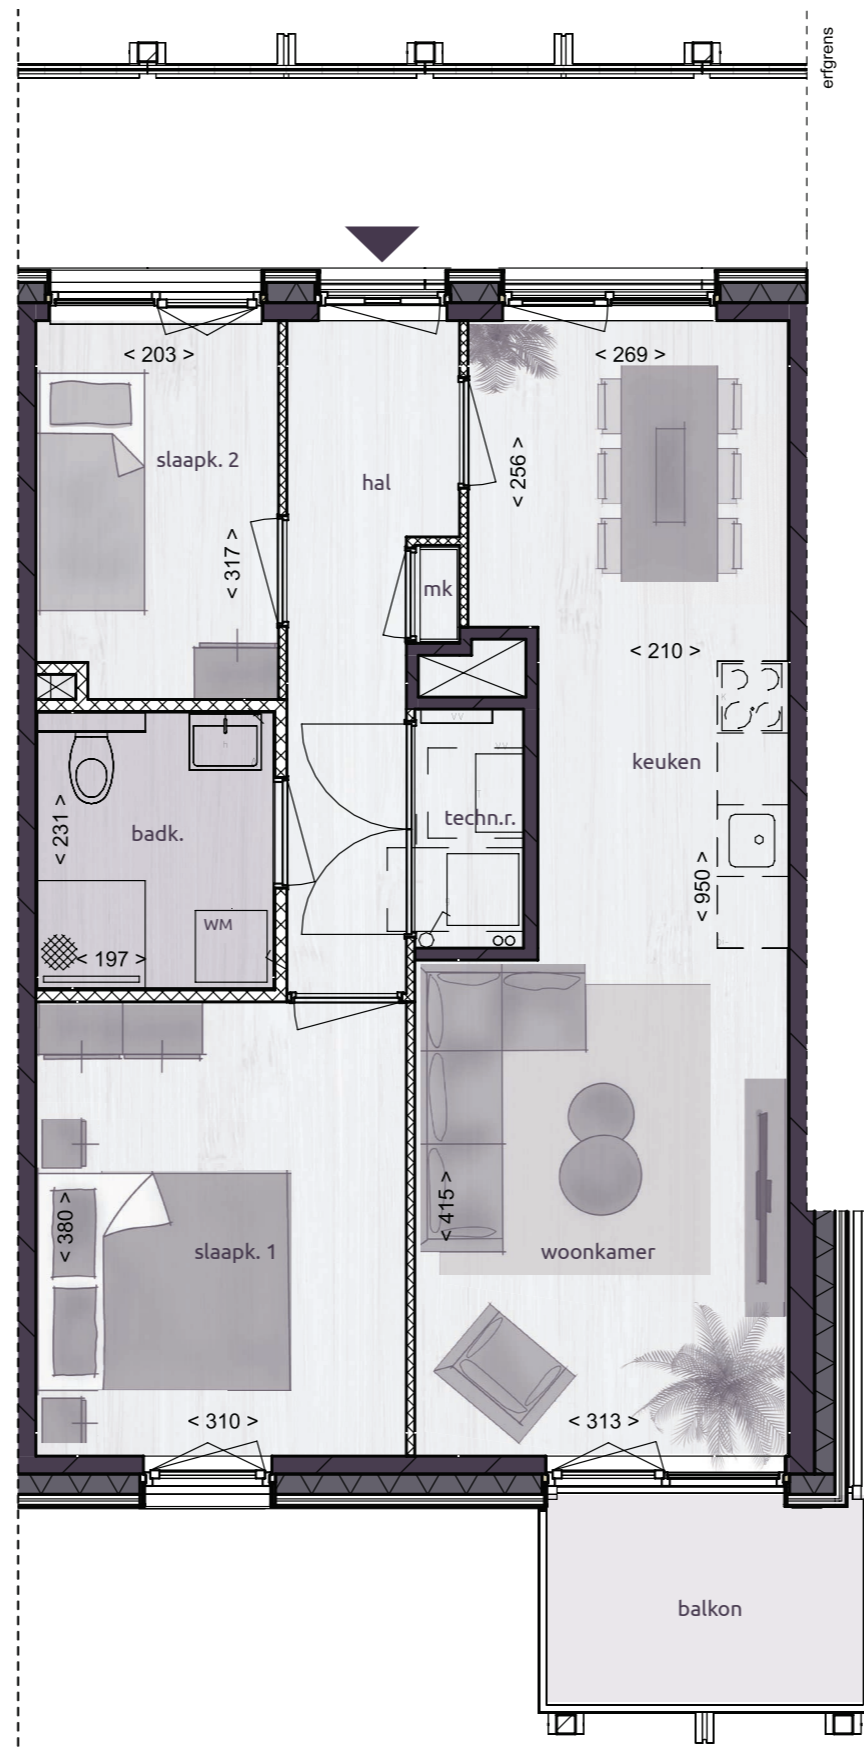 erfgrens
< 203 >
< 269 >
slaapk. 2
hal
< 256 >
< 317 >
mk
< 210 >
vv
keuken
techn.r.
badk.
< 231 >
< 950 >
WM
< 197 >
< 380 >
slaapk. 1
< 415 >
woonkamer
< 310 >
< 313 >
balkon